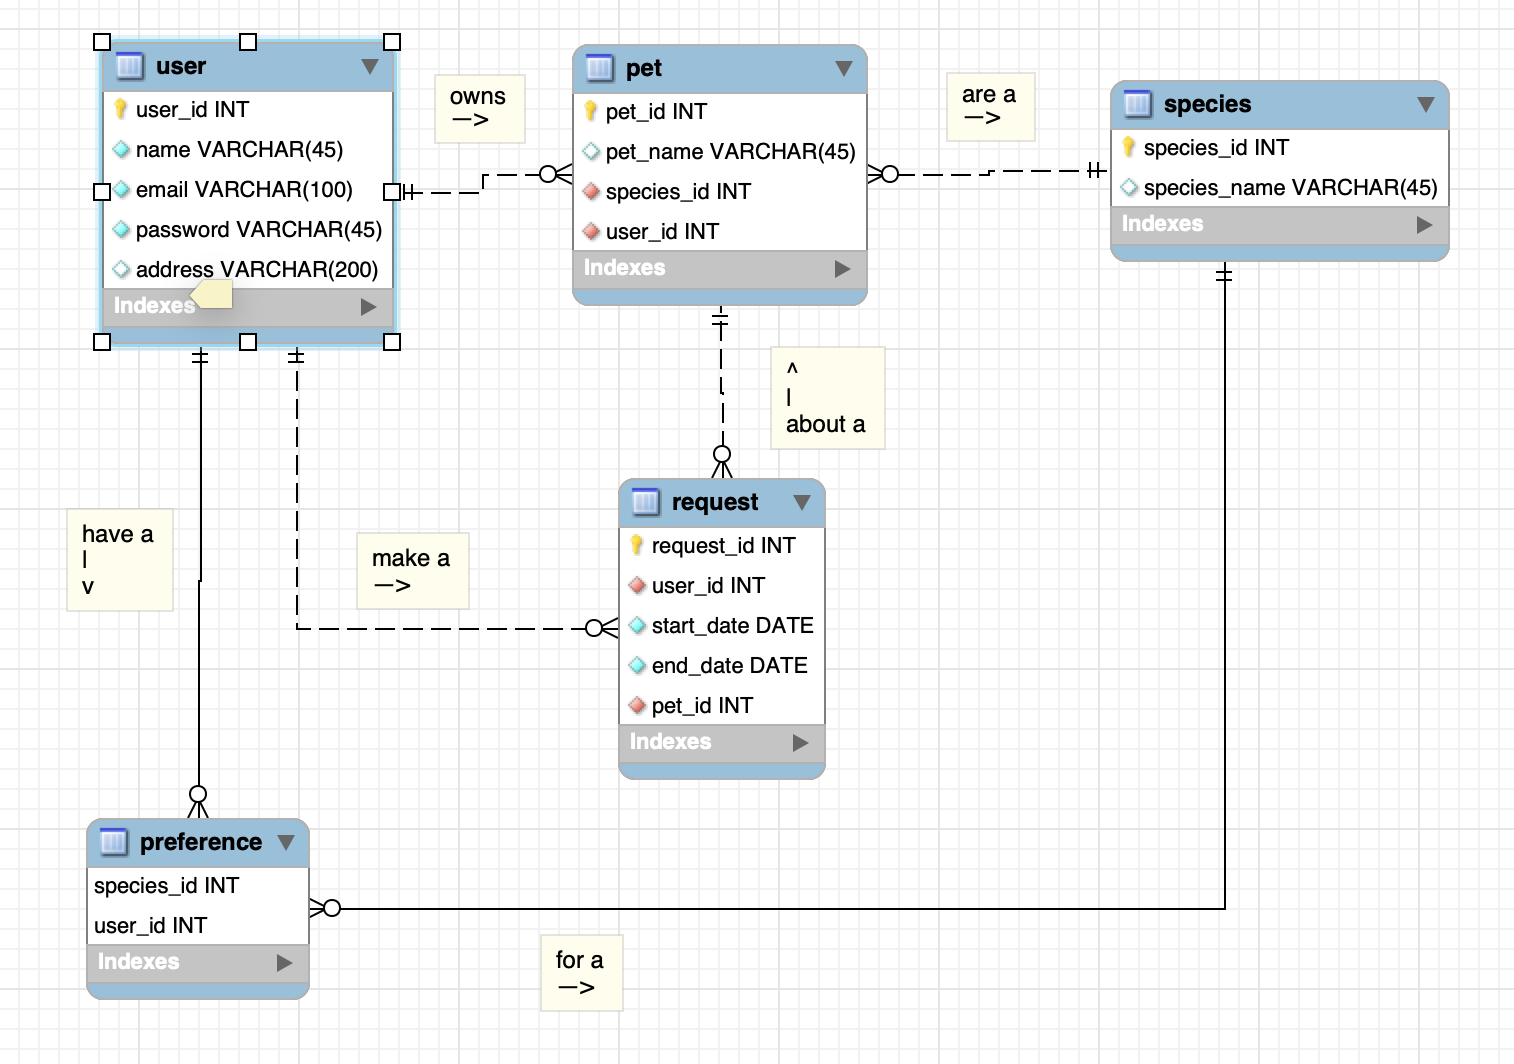 user
user_id INT
name VARCHAR(45)
email VARCHAR(100)
password VARCHAR(45)
address VARCHAR(200)
Indexes
owns
—>
pet
pet_id INT
pet_name VARCHAR(45)
species_id INT
user_id INT
Indexes
are a
—>
species
species_id INT
species_name VARCHAR(45)
Indexes
^
|
about a
request
request_id INT
user_id INT
start_date DATE
end_date DATE
pet_id INT
Indexes
have a
|
v
make a
—>
preference
species_id INT
user_id INT
Indexes
for a
—>